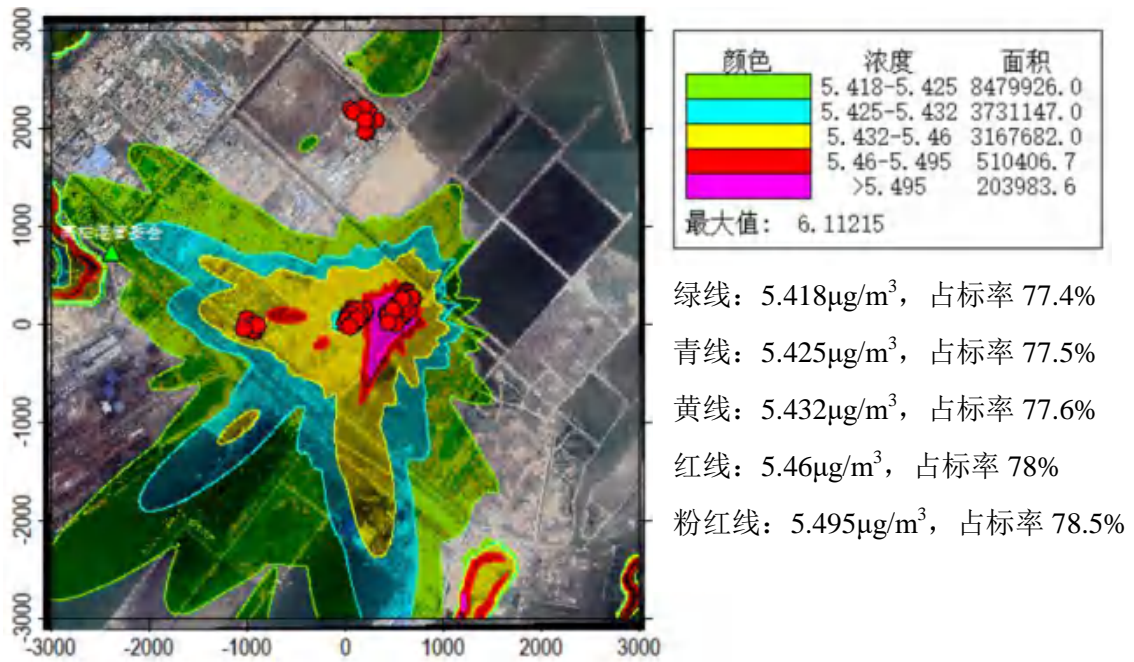 颜色 浓度 面积
5.418-5.425 8479926.0
5.425-5.432 3731147.0
5.432-5.46 3167682.0
5.46-5.495 510406.7
>5.495 203983.6
最大值: 6.11215
绿线：5.418μg/m³，占标率 77.4%
青线：5.425μg/m³，占标率 77.5%
黄线：5.432μg/m³，占标率 77.6%
红线：5.46μg/m³，占标率 78%
粉红线：5.495μg/m³，占标率 78.5%
3000
2000
1000
管委会
0
-1000
-2000
-3000
-3000 -2000 -1000 0 1000 2000 3000